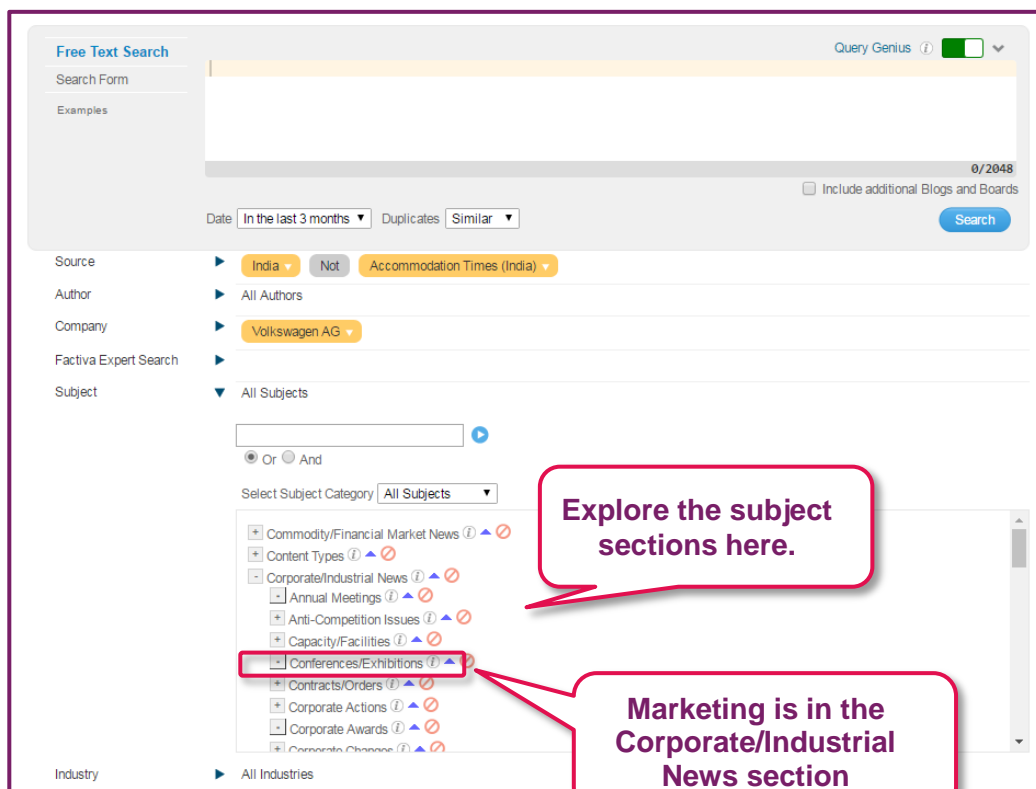 Free Text Search
Query Genius
Search Form
Examples
0/2048
Include additional Blogs and Boards
Date In the last 3 months Duplicates Similar
Search
Source India Not Accommodation Times (India)
Author All Authors
Company Volkswagen AG
Factiva Expert Search
Subject All Subjects
Or And
Select Subject Category All Subjects
Explore the subject
sections here.
+ Commodity/Financial Market News i
+ Content Types i
- Corporate/Industrial News i
- Annual Meetings i
+ Anti-Competition Issues i
+ Capacity/Facilities i
- Conferences/Exhibitions i
+ Contracts/Orders i
+ Corporate Actions i
- Corporate Awards i
+ Corporate Changes i
Marketing is in the
Corporate/Industrial
News section
Industry All Industries